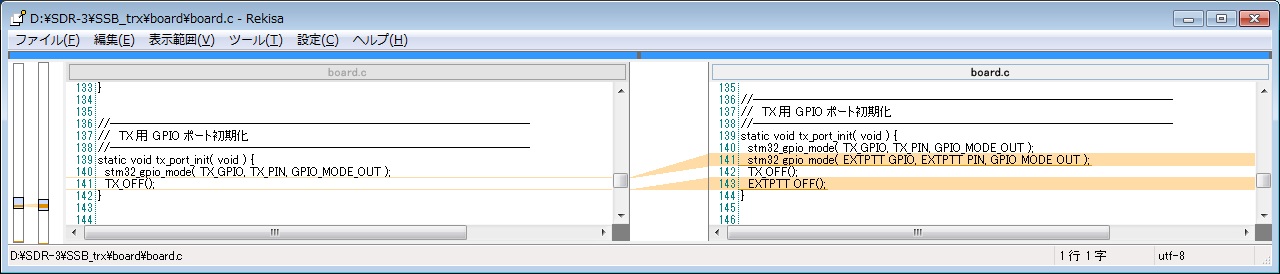 D:¥SDR-3¥SSB_trx¥board¥board.c - Rekisa
ファイル(F) 編集(E) 表示範囲(V) ツール(T) 設定(C) ヘルプ(H)
board.c
133 }
134
135
136 //
137 // TX用 GPIO ポート初期化
138 //
139 static void tx_port_init( void ) {
140 stm32_gpio_mode( TX_GPIO, TX_PIN, GPIO_MODE_OUT );
141 TX_OFF();
142 }
143
144
board.c
135
136 //
137 // TX用 GPIO ポート初期化
138 //
139 static void tx_port_init( void ) {
140 stm32_gpio_mode( TX_GPIO, TX_PIN, GPIO_MODE_OUT );
141 stm32_gpio_mode( EXTPTT_GPIO, EXTPTT_PIN, GPIO_MODE_OUT );
142 TX_OFF();
143 EXTPTT_OFF();
144 }
145
146
D:¥SDR-3¥SSB_trx¥board¥board.c 1行 1字 utf-8